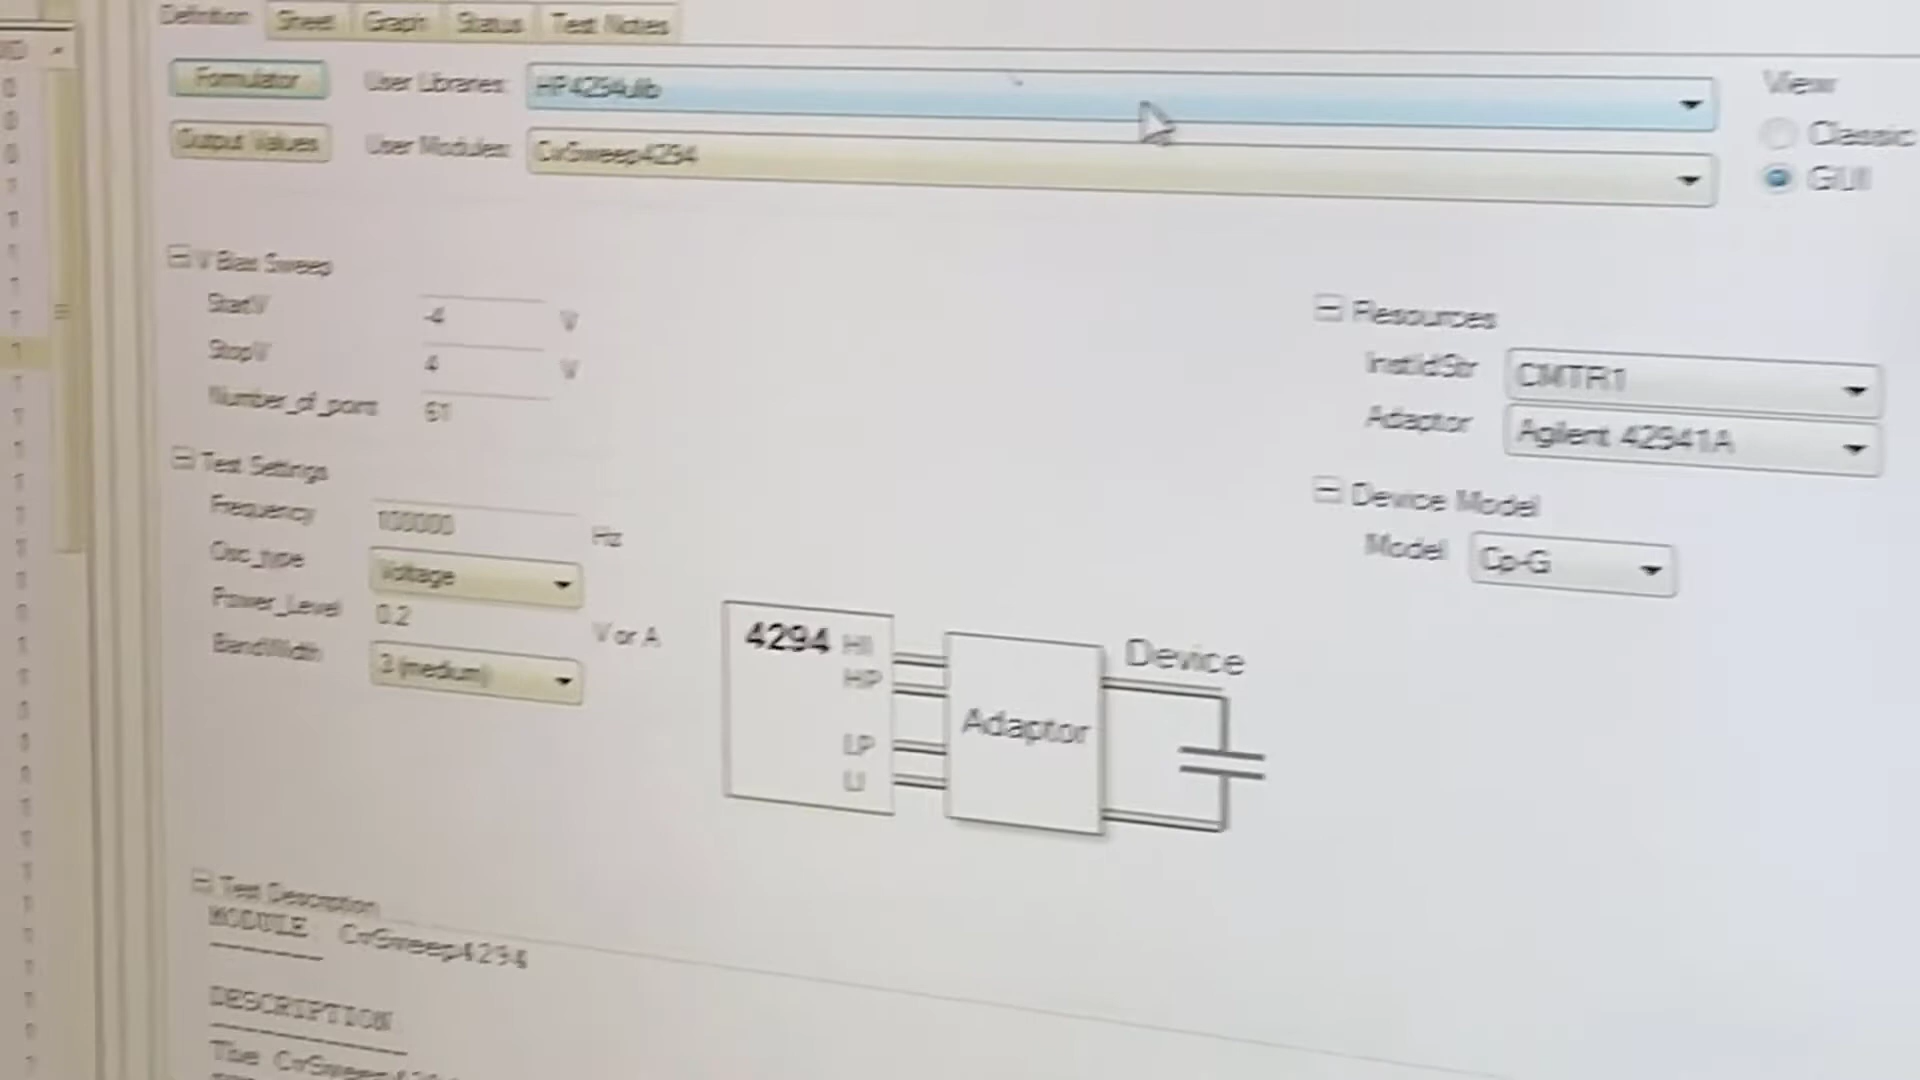 Definition Sheet Graph Status Test Notes
Formulator User Libraries: HP4294ulib
View
Output Values User Modules: CvSweep4294
Classic
GUI
V Bias Sweep
StartV -4 V
StopV 4 V
Number_of_point 61
Resources
InstIdStr CMTR1
Adaptor Agilent 42941A
Test Settings
Frequency 100000 Hz
Osc_type Voltage
Power_Level 0.2 V or A
BandWidth 3 (medium)
Device Model
Model Cp-G
4294 HI
HP
LP
LI
Adaptor
Device
Test Description
MODULE: CvSweep4294
DESCRIPTION
The